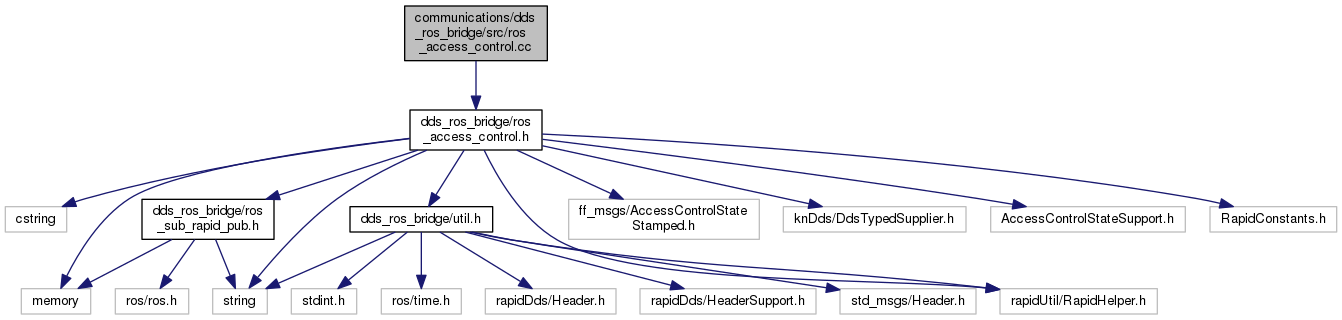 communications/dds
_ros_bridge/src/ros
_access_control.cc
dds_ros_bridge/ros
_access_control.h
cstring
dds_ros_bridge/ros
_sub_rapid_pub.h
dds_ros_bridge/util.h
ff_msgs/AccessControlState
Stamped.h
knDds/DdsTypedSupplier.h
AccessControlStateSupport.h
RapidConstants.h
memory
ros/ros.h
string
stdint.h
ros/time.h
rapidDds/Header.h
rapidDds/HeaderSupport.h
std_msgs/Header.h
rapidUtil/RapidHelper.h